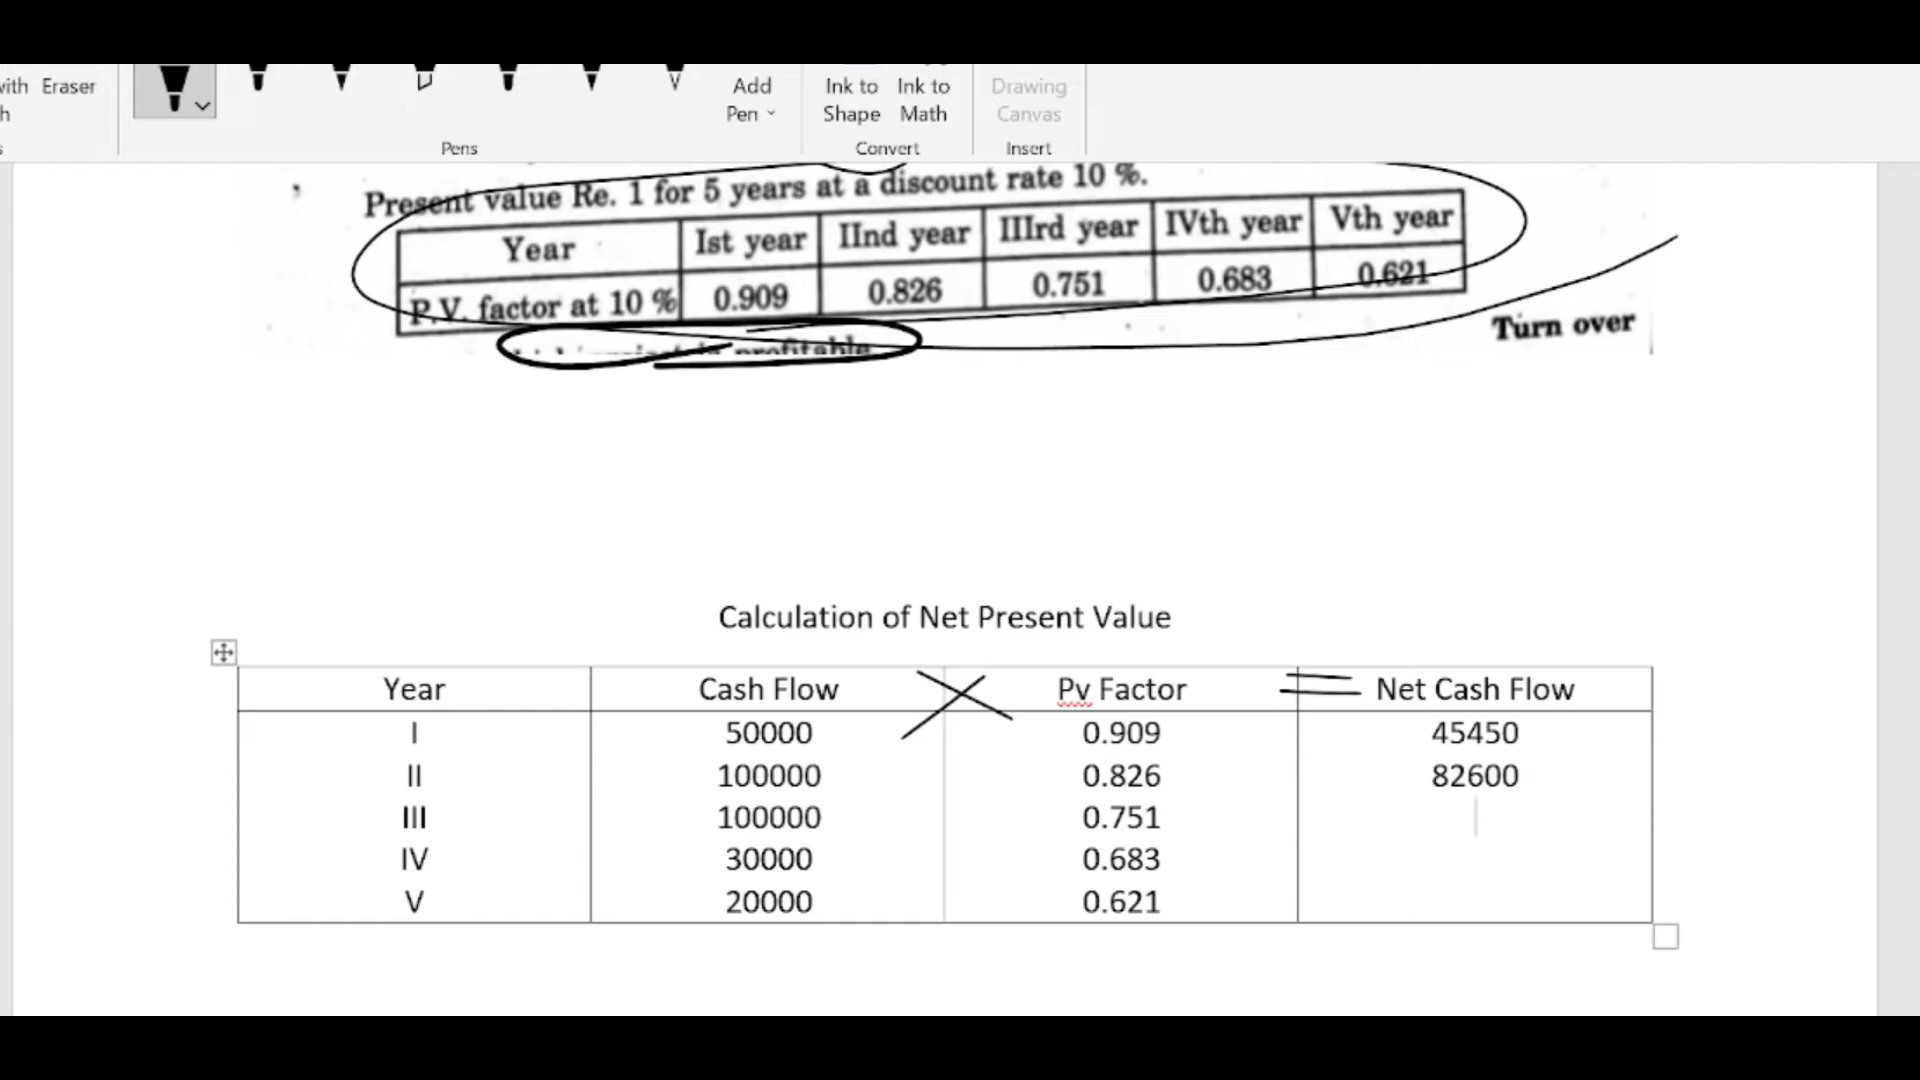 with Eraser
h
Add
Pen
Ink to
Shape
Ink to
Math
Drawing
Canvas
s
Pens
Convert
Insert
Present value Re. 1 for 5 years at a discount rate 10 %.
Year Ist year IInd year IIIrd year IVth year Vth year
P.V. factor at 10 % 0.909 0.826 0.751 0.683 0.621
Turn over
profitable
Calculation of Net Present Value
Year Cash Flow X Pv Factor = Net Cash Flow
I 50000 0.909 45450
II 100000 0.826 82600
III 100000 0.751
IV 30000 0.683
V 20000 0.621